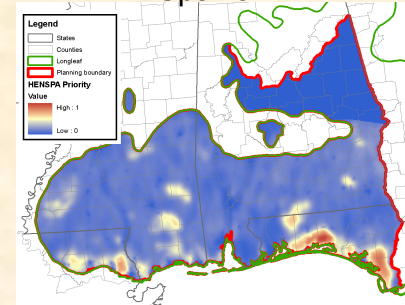 Legend
States
Counties
Longleaf
Planning boundary
HENSPA Priority
Value
High : 1
Low : 0